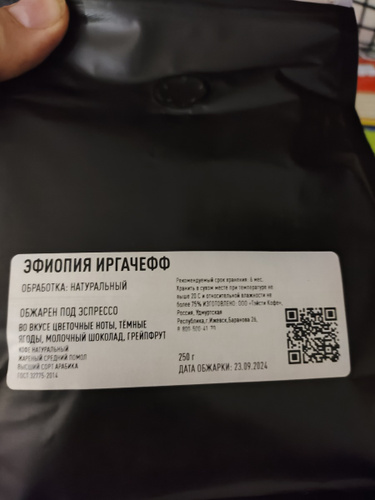 ЭФИОПИЯ ИРГАЧЕФФ
ОБРАБОТКА: НАТУРАЛЬНЫЙ
ОБЖАРЕН ПОД ЭСПРЕССО
ВО ВКУСЕ ЦВЕТОЧНЫЕ НОТЫ, ТЁМНЫЕ
ЯГОДЫ, МОЛОЧНЫЙ ШОКОЛАД, ГРЕЙПФРУТ
КОФЕ НАТУРАЛЬНЫЙ
ЖАРЕНЫЙ СРЕДНИЙ ПОМОЛ
ВЫСШИЙ СОРТ АРАБИКА
ГОСТ 32775-2014
Рекомендуемый срок хранения: 6 мес.
Хранить в сухом месте при температуре не
выше 20 С и относительной влажности не
более 75% ИЗГОТОВЛЕНО: ООО «Тэйсти Кофе»,
Россия, Удмуртская
Республика, г.Ижевск,
250 г
ДАТА ОБЖАРКИ: 23.09.2024